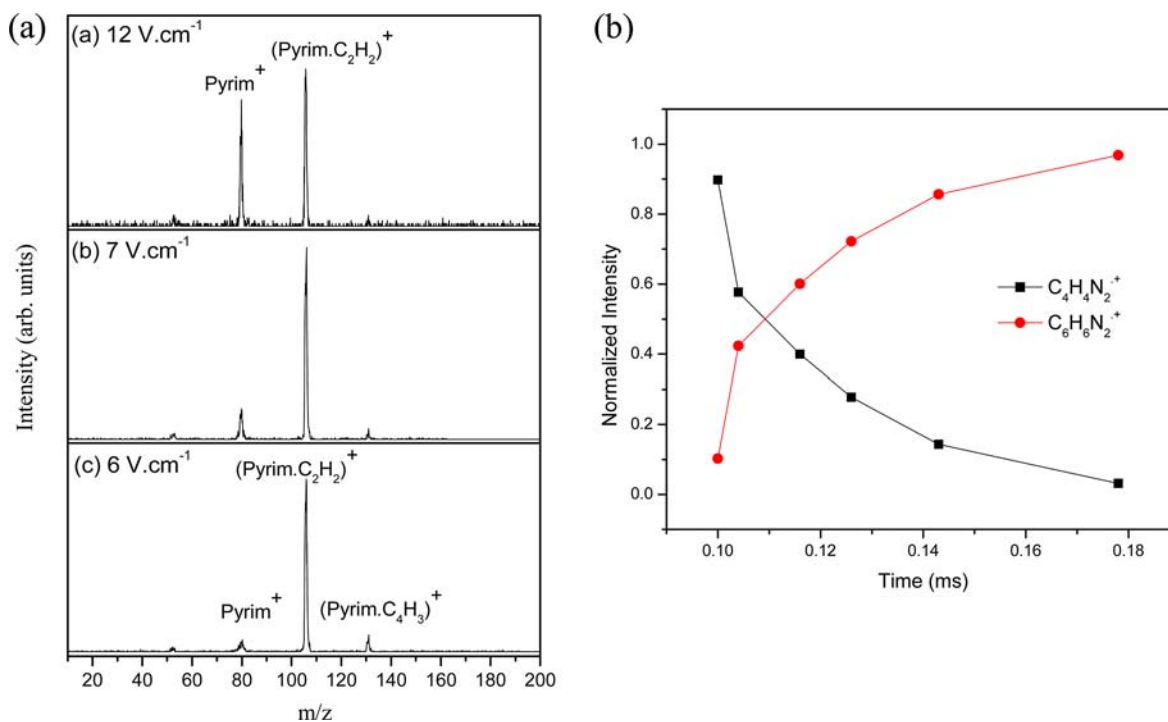 (a)
(a) 12 V.cm⁻¹
Pyrim⁺
(Pyrim.C₂H₂)⁺
(b) 7 V.cm⁻¹
(c) 6 V.cm⁻¹
(Pyrim.C₂H₂)⁺
Pyrim⁺
(Pyrim.C₄H₃)⁺
Intensity (arb. units)
20 40 60 80 100 120 140 160 180 200
m/z
(b)
1.0
0.8
0.6
0.4
0.2
0.0
Normalized Intensity
C₄H₄N₂·⁺
C₆H₆N₂·⁺
0.10 0.12 0.14 0.16 0.18
Time (ms)